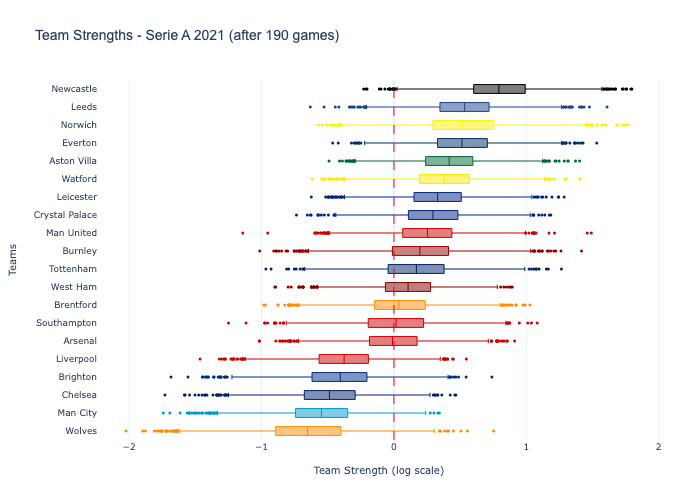 Team Strengths - Serie A 2021 (after 190 games)
Newcastle
Leeds
Norwich
Everton
Aston Villa
Watford
Leicester
Crystal Palace
Man United
Burnley
Tottenham
West Ham
Brentford
Southampton
Arsenal
Liverpool
Brighton
Chelsea
Man City
Wolves
Teams
−2 −1 0 1 2
Team Strength (log scale)